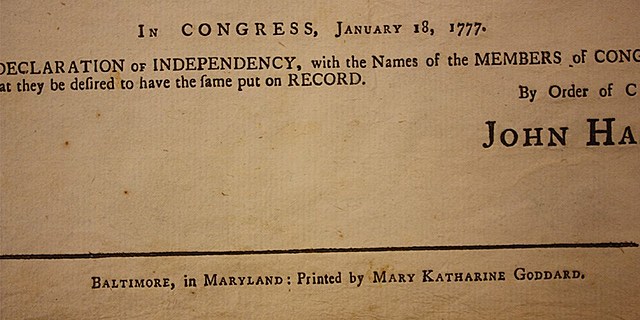 In CONGRESS, January 18, 1777.
DECLARATION of INDEPENDENCY, with the Names of the MEMBERS of CONG
at they be deſired to have the ſame put on RECORD.
By Order of C
John Ha
Baltimore, in Maryland: Printed by Mary Katharine Goddard.